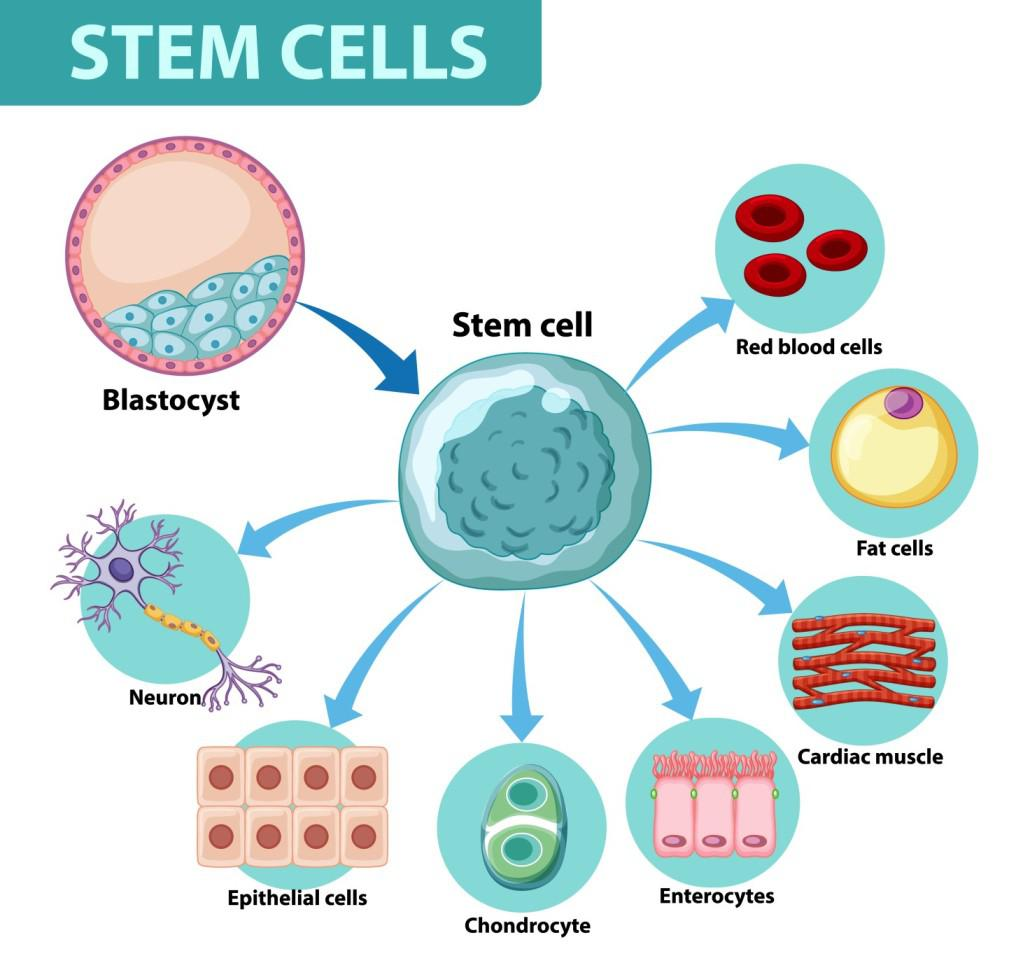 STEM CELLS
Blastocyst
Stem cell
Red blood cells
Fat cells
Neuron
Cardiac muscle
Epithelial cells
Enterocytes
Chondrocyte